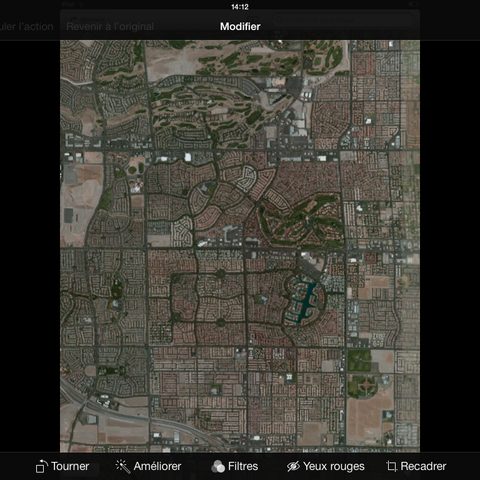 14:12
uler l'action Revenir à l'original Modifier
Tourner Améliorer Filtres Yeux rouges Recadrer